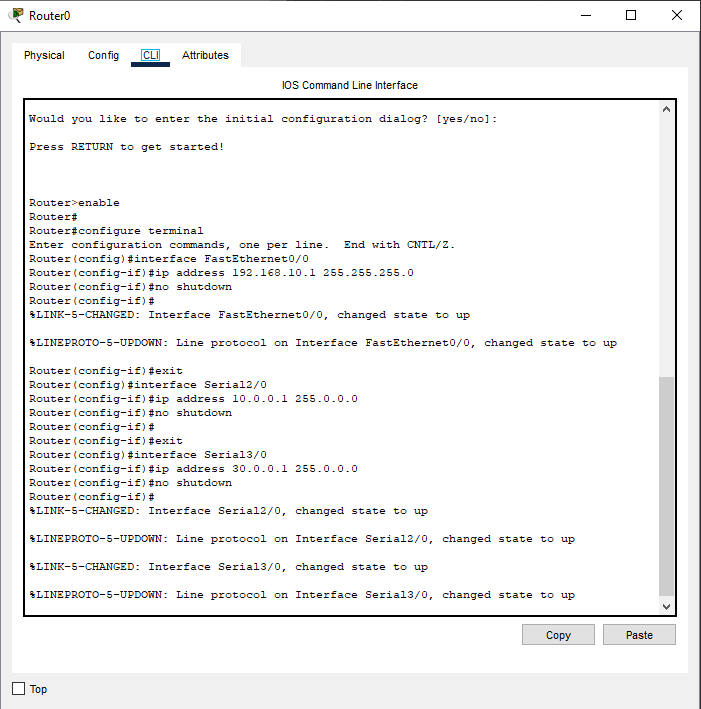 Router0
Physical Config CLI Attributes
IOS Command Line Interface
Would you like to enter the initial configuration dialog? [yes/no]:
Press RETURN to get started!
Router>enable
Router#
Router#configure terminal
Enter configuration commands, one per line.  End with CNTL/Z.
Router(config)#interface FastEthernet0/0
Router(config-if)#ip address 192.168.10.1 255.255.255.0
Router(config-if)#no shutdown
Router(config-if)#
%LINK-5-CHANGED: Interface FastEthernet0/0, changed state to up
%LINEPROTO-5-UPDOWN: Line protocol on Interface FastEthernet0/0, changed state to up
Router(config-if)#exit
Router(config)#interface Serial2/0
Router(config-if)#ip address 10.0.0.1 255.0.0.0
Router(config-if)#no shutdown
Router(config-if)#
Router(config-if)#exit
Router(config)#interface Serial3/0
Router(config-if)#ip address 30.0.0.1 255.0.0.0
Router(config-if)#no shutdown
Router(config-if)#
%LINK-5-CHANGED: Interface Serial2/0, changed state to up
%LINEPROTO-5-UPDOWN: Line protocol on Interface Serial2/0, changed state to up
%LINK-5-CHANGED: Interface Serial3/0, changed state to up
%LINEPROTO-5-UPDOWN: Line protocol on Interface Serial3/0, changed state to up
Copy Paste
Top